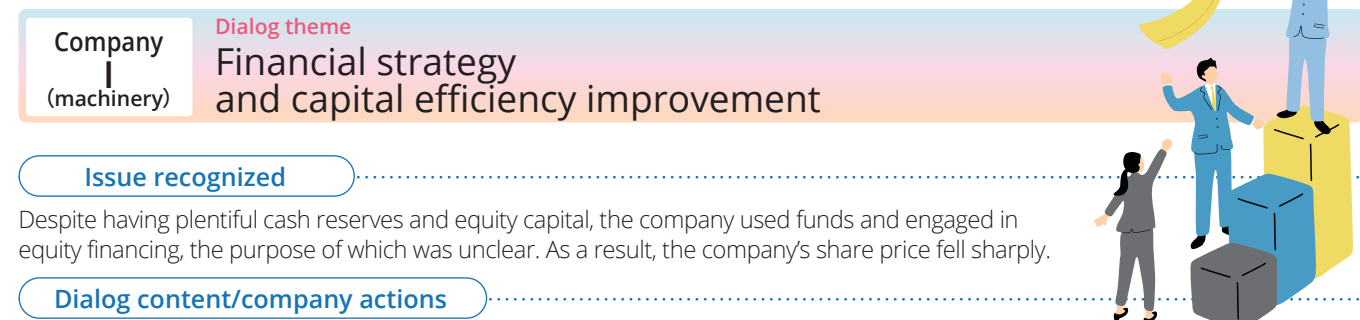 Company
I
(machinery)
Dialog theme
Financial strategy
and capital efficiency improvement
Issue recognized
Despite having plentiful cash reserves and equity capital, the company used funds and engaged in
equity financing, the purpose of which was unclear. As a result, the company’s share price fell sharply.
Dialog content/company actions